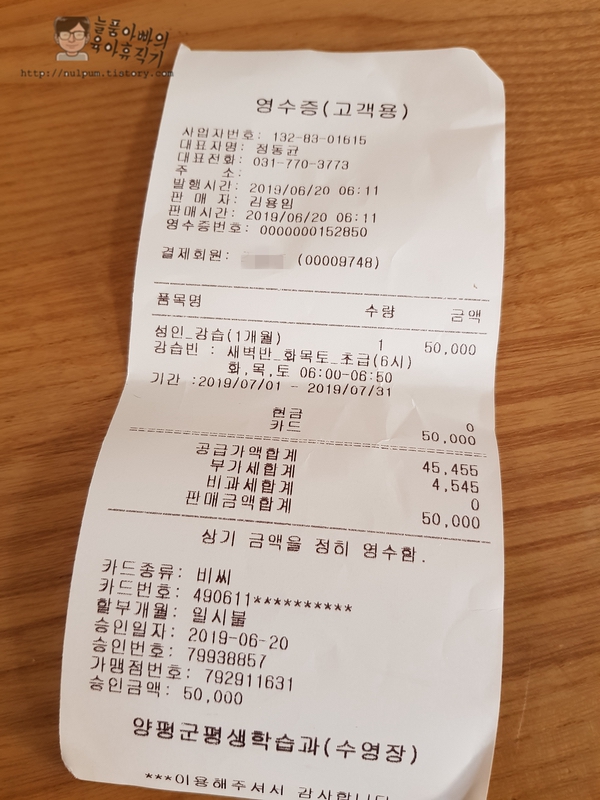 늘품아빠의
육아휴직기
http://nulpum.tistory.com
영수증(고객용)
사업자번호: 132-83-01615
대표자명: 정동균
대표전화: 031-770-3773
주 소:
발행시간: 2019/06/20 06:11
판 매 자: 김용임
판매시간: 2019/06/20 06:11
영수증번호: 0000000152850
결제회원: (00009748)
품목명 수량 금액
성인_강습(1개월) 1 50,000
강습반 : 새벽반_화목토_초급(6시)
화,목,토 06:00-06:50
기간 :2019/07/01 - 2019/07/31
현금 0
카드 50,000
공급가액합계 45,455
부가세합계 4,545
비과세합계 0
판매금액합계 50,000
상기 금액을 정히 영수함.
카드종류: 비씨
카드번호: 490611**********
할부개월: 일시불
승인일자: 2019-06-20
승인번호: 79938857
가맹점번호: 792911631
승인금액: 50,000
양평군평생학습과(수영장)
***이용해주셔서 감사합니다